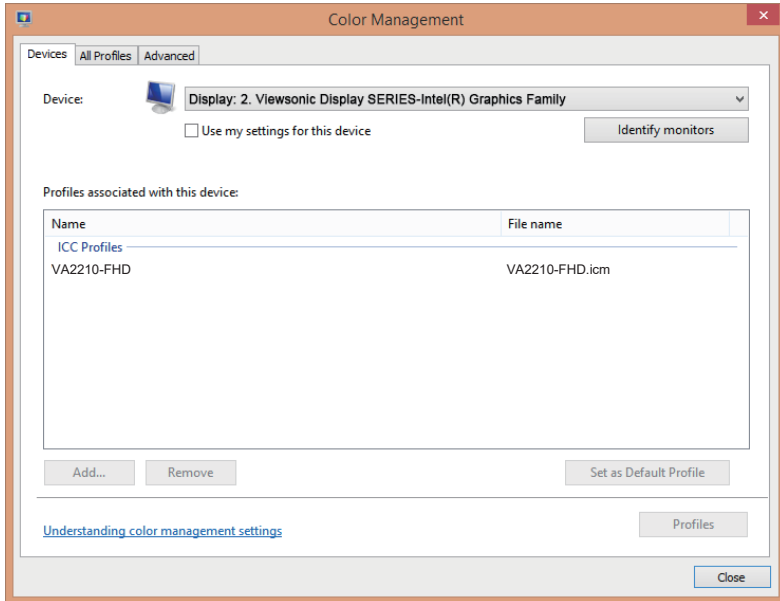 Color Management
Devices All Profiles Advanced
Device: Display: 2. Viewsonic Display SERIES-Intel(R) Graphics Family
Use my settings for this device Identify monitors
Profiles associated with this device:
Name File name
ICC Profiles
VA2210-FHD VA2210-FHD.icm
Add... Remove Set as Default Profile
Understanding color management settings Profiles
Close